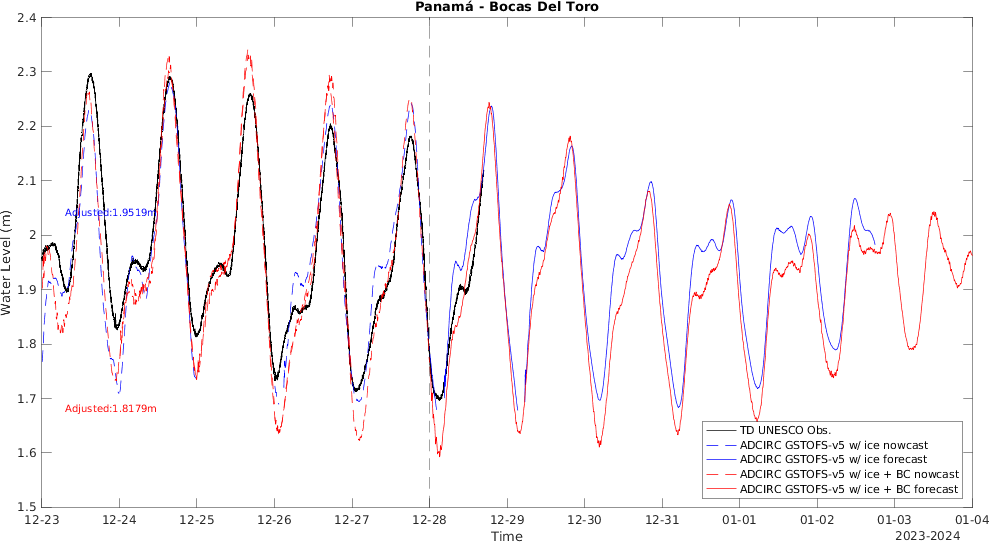 Panamá - Bocas Del Toro
Water Level (m)
2.4
2.3
2.2
2.1
2
1.9
1.8
1.7
1.6
1.5
Adjusted:1.9519m
Adjusted:1.8179m
TD UNESCO Obs.
ADCIRC GSTOFS-v5 w/ ice nowcast
ADCIRC GSTOFS-v5 w/ ice forecast
ADCIRC GSTOFS-v5 w/ ice + BC nowcast
ADCIRC GSTOFS-v5 w/ ice + BC forecast
12-23 12-24 12-25 12-26 12-27 12-28 12-29 12-30 12-31 01-01 01-02 01-03 01-04
Time
2023-2024